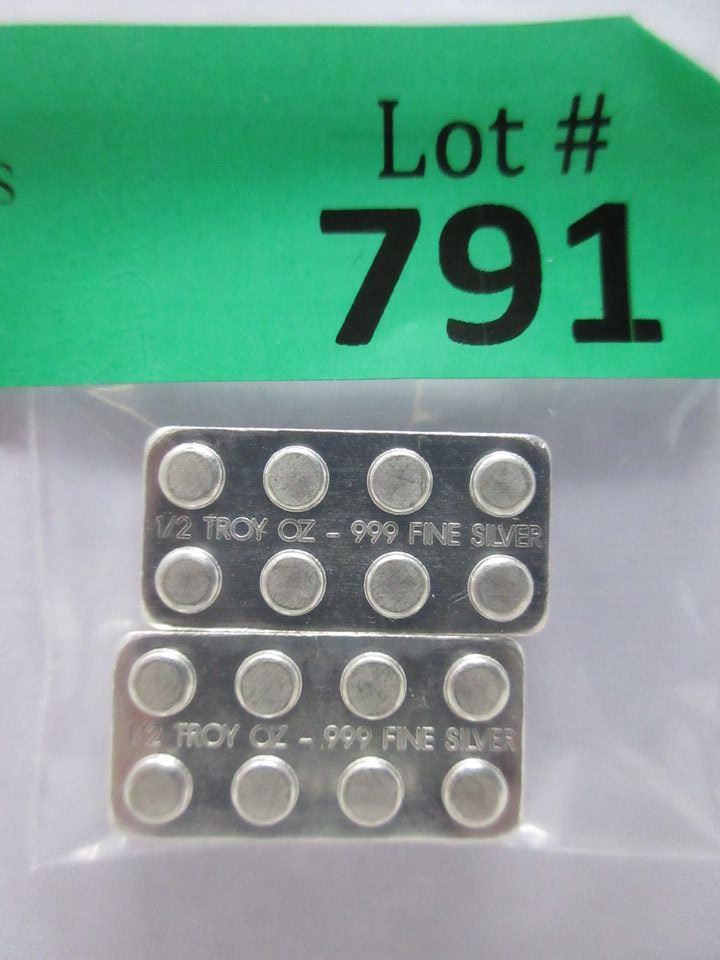 s
Lot #
791
1/2 TROY OZ – 999 FINE SILVER
1/2 TROY OZ – .999 FINE SILVER